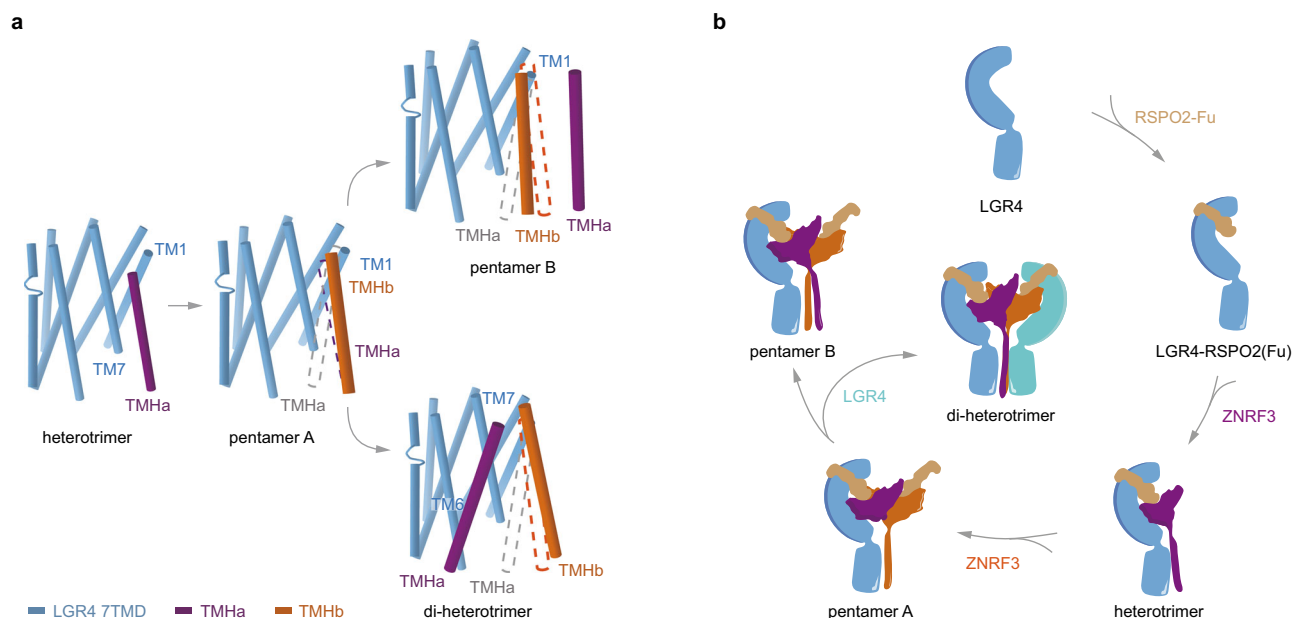 a
TM1
TMHa
TMHb
TMHa
pentamer B
TM1
TM7
TMHa
heterotrimer
TM1
TMHb
TMHa
TMHa
pentamer A
TM7
TM6
TMHa
TMHa
TMHb
di-heterotrimer
LGR4 7TMD
TMHa
TMHb
b
LGR4
RSPO2-Fu
LGR4-RSPO2(Fu)
ZNRF3
heterotrimer
ZNRF3
pentamer A
LGR4
pentamer B
di-heterotrimer